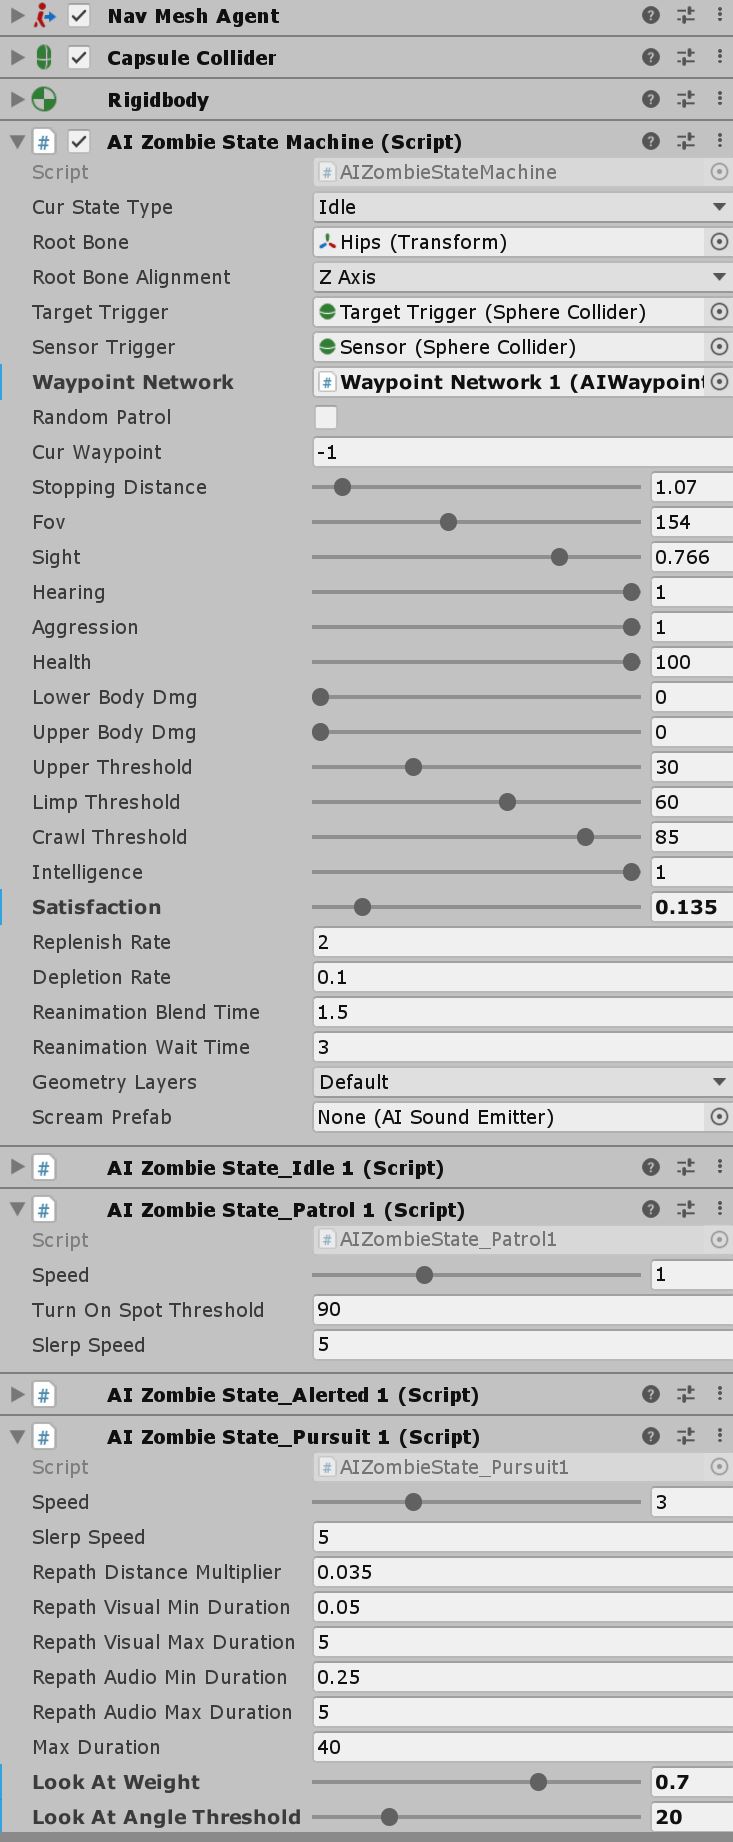 Nav Mesh Agent
Capsule Collider
Rigidbody
# AI Zombie State Machine (Script)
Script # AIZombieStateMachine
Cur State Type Idle
Root Bone Hips (Transform)
Root Bone Alignment Z Axis
Target Trigger Target Trigger (Sphere Collider)
Sensor Trigger Sensor (Sphere Collider)
Waypoint Network # Waypoint Network 1 (AIWaypoint
Random Patrol
Cur Waypoint -1
Stopping Distance 1.07
Fov 154
Sight 0.766
Hearing 1
Aggression 1
Health 100
Lower Body Dmg 0
Upper Body Dmg 0
Upper Threshold 30
Limp Threshold 60
Crawl Threshold 85
Intelligence 1
Satisfaction 0.135
Replenish Rate 2
Depletion Rate 0.1
Reanimation Blend Time 1.5
Reanimation Wait Time 3
Geometry Layers Default
Scream Prefab None (AI Sound Emitter)
# AI Zombie State_Idle 1 (Script)
# AI Zombie State_Patrol 1 (Script)
Script # AIZombieState_Patrol1
Speed 1
Turn On Spot Threshold 90
Slerp Speed 5
# AI Zombie State_Alerted 1 (Script)
# AI Zombie State_Pursuit 1 (Script)
Script # AIZombieState_Pursuit1
Speed 3
Slerp Speed 5
Repath Distance Multiplier 0.035
Repath Visual Min Duration 0.05
Repath Visual Max Duration 5
Repath Audio Min Duration 0.25
Repath Audio Max Duration 5
Max Duration 40
Look At Weight 0.7
Look At Angle Threshold 20